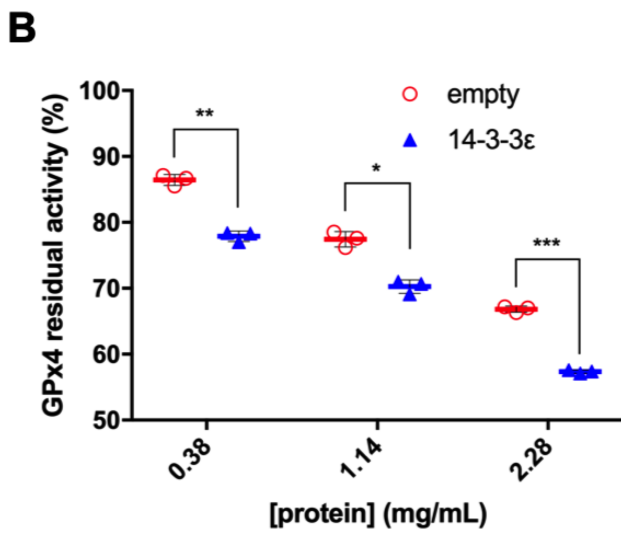 B
100
90
80
70
60
50
GPx4 residual activity (%)
empty
14-3-3ε
**
*
***
0.38
1.14
2.28
[protein] (mg/mL)